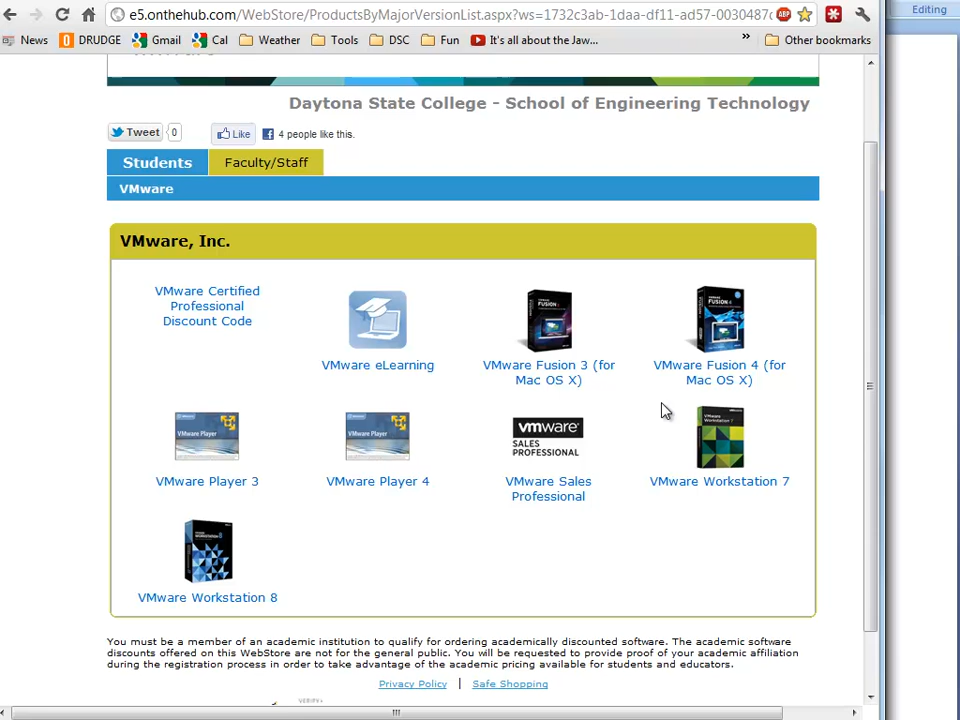 Editing
e5.onthehub.com/WebStore/ProductsByMajorVersionList.aspx?ws=1732c3ab-1daa-df11-ad57-0030487c
ABP
News DRUDGE Gmail Cal Weather Tools DSC Fun It's all about the Jaw... » Other bookmarks
Daytona State College - School of Engineering Technology
Tweet 0 Like 4 people like this.
Students Faculty/Staff
VMware
VMware, Inc.
VMware Certified
Professional
Discount Code
VMware eLearning
VMware Fusion 3 (for
Mac OS X)
VMware Fusion 4 (for
Mac OS X)
VMware Player
VMware Player 3
VMware Player
VMware Player 4
vmware
SALES
PROFESSIONAL
VMware Sales
Professional
VMware Workstation 7
VMware Workstation 8
You must be a member of an academic institution to qualify for ordering academically discounted software. The academic software
discounts offered on this WebStore are not for the general public. You will be requested to provide proof of your academic affiliation
during the registration process in order to take advantage of the academic pricing available for students and educators.
Privacy Policy | Safe Shopping